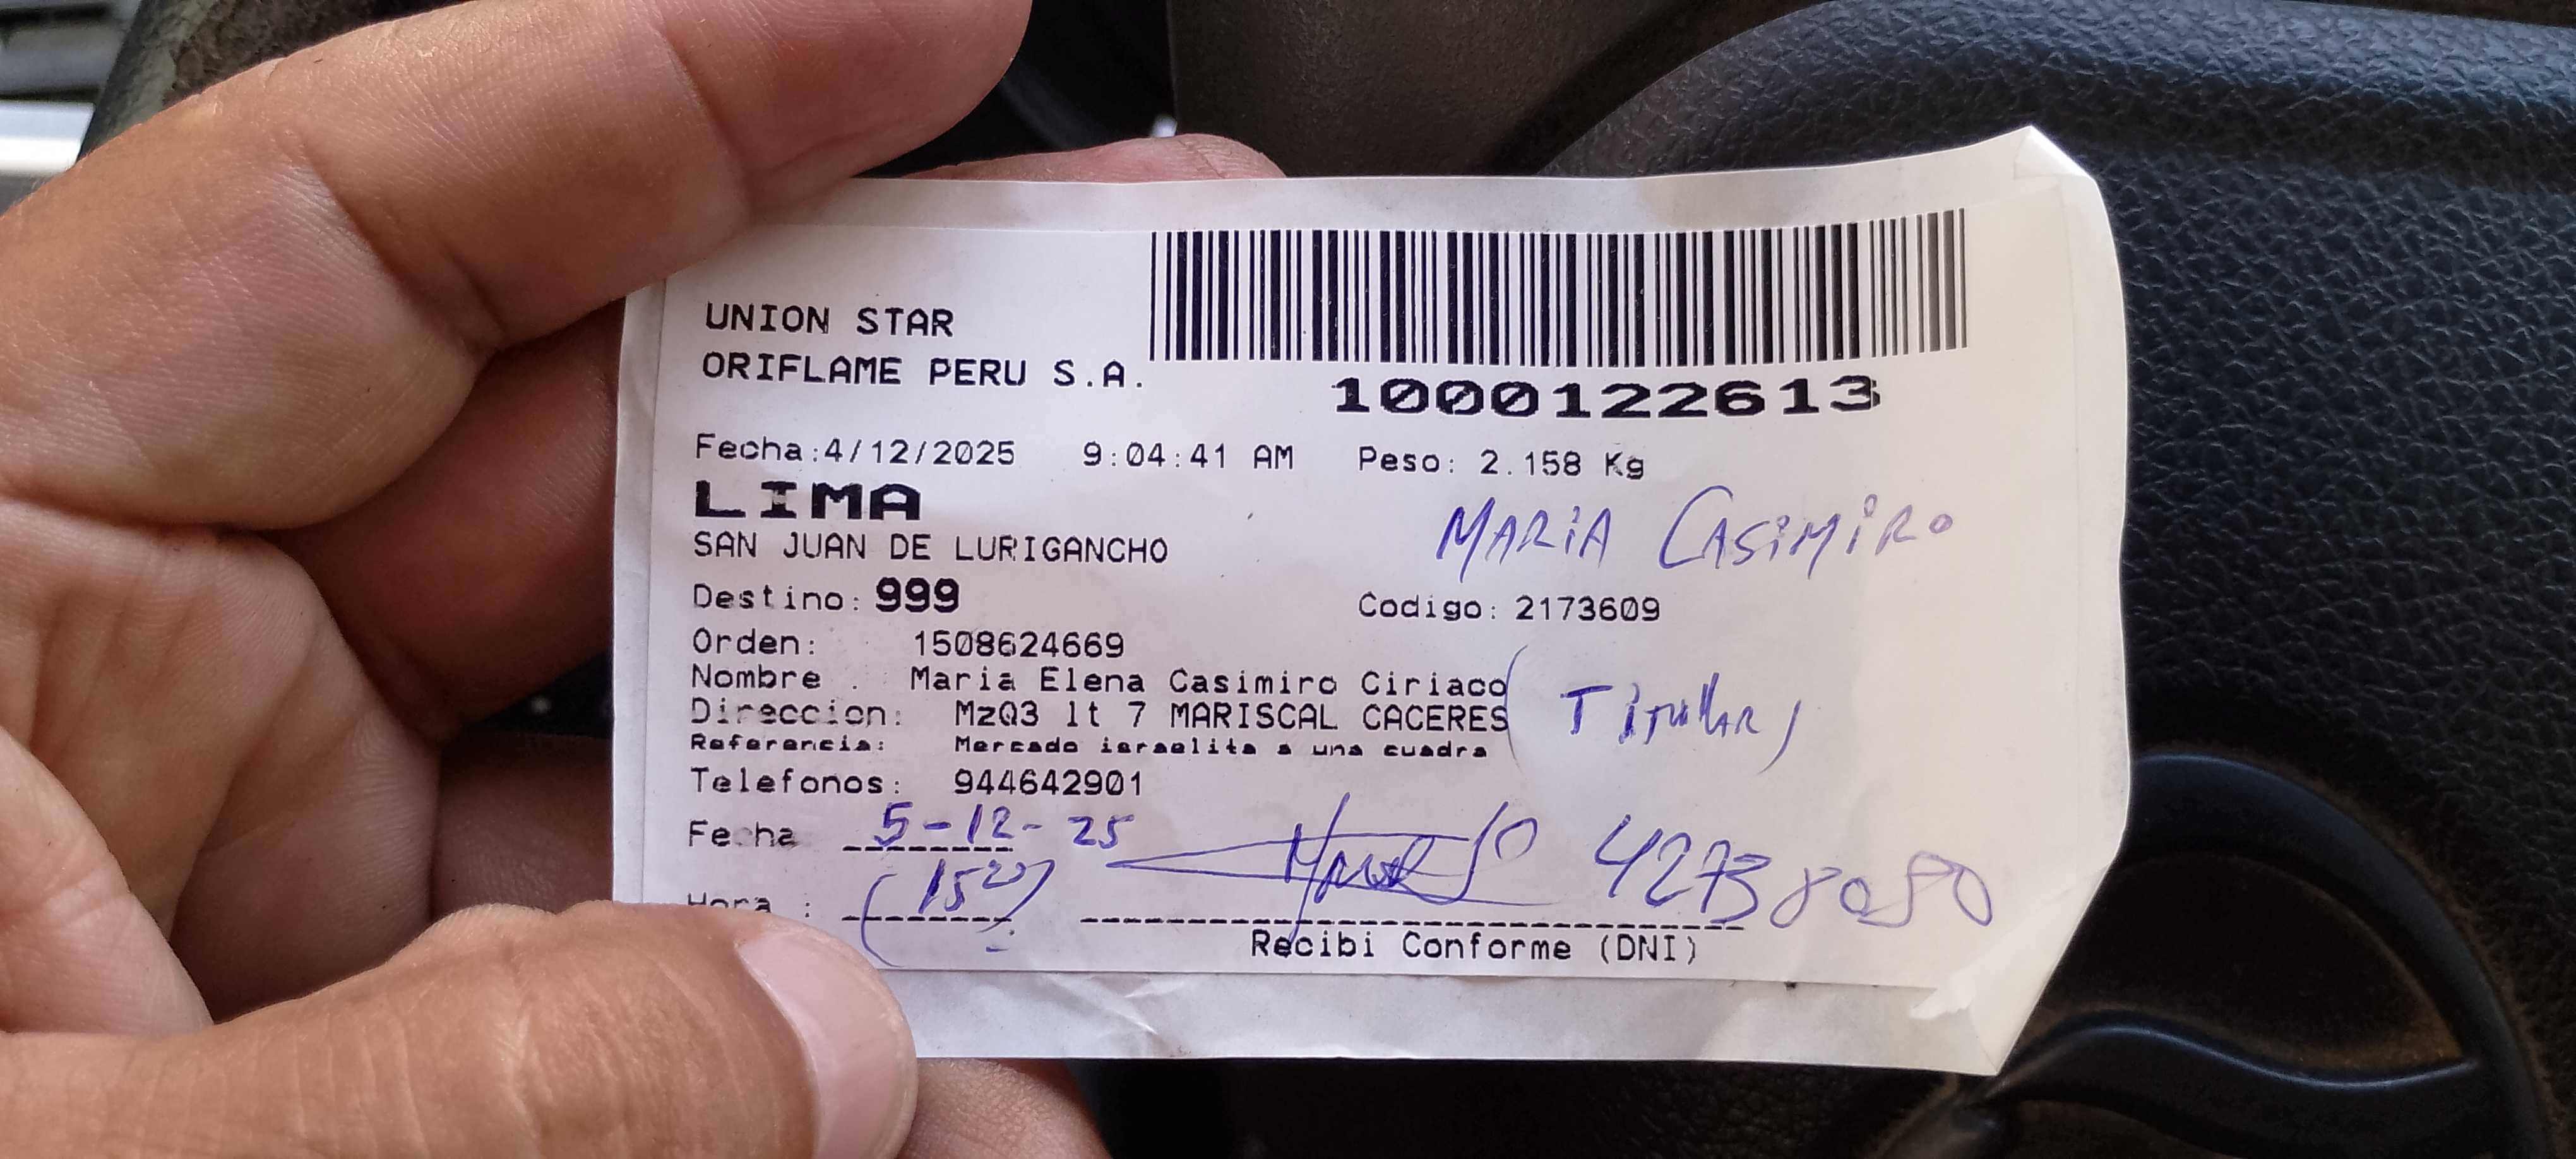 UNION STAR
ORIFLAME PERU S.A.
1000122613
Fecha:4/12/2025 9:04:41 AM Peso: 2.158 Kg
LIMA
MARIA CASIMIRO
SAN JUAN DE LURIGANCHO
Destino: 999 Codigo: 2173609
Orden: 1508624669
Nombre : Maria Elena Casimiro Ciriaco
Direccion: MzQ3 lt 7 MARISCAL CACERES
(Titular)
Referencia: Mercado israelita a una cuadra
Telefonos: 944642901
Fecha 5-12-25
42738050
Hora : (15
Recibi Conforme (DNI)